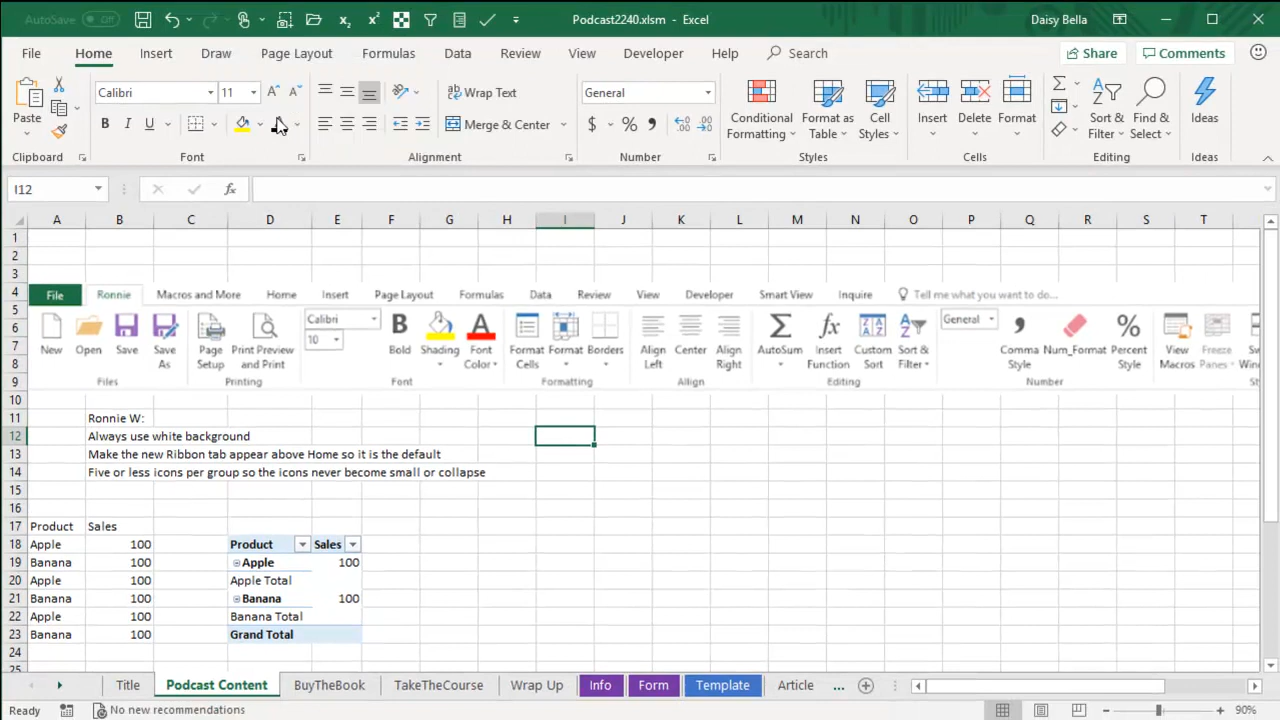 AutoSave Off Podcast2240.xlsm - Excel Daisy Bella
File Home Insert Draw Page Layout Formulas Data Review View Developer Help Search Share Comments
Calibri 11 Wrap Text General
Paste B I U Merge & Center $ % Conditional Formatting Format as Table Cell Styles Insert Delete Format Sort & Filter Find & Select Ideas
Clipboard Font Alignment Number Styles Cells Editing Ideas
I12 fx
A B C D E F G H I J K L M N O P Q R S T
1
2
3
4 File Ronnie Macros and More Home Insert Page Layout Formulas Data Review View Developer Smart View Inquire Tell me what you want to do...
5 Calibri General
6 10
7 New Open Save Save As Page Setup Print Preview and Print Bold Shading Font Color Format Cells Format Borders Align Left Center Align Right AutoSum Insert Function Custom Sort Sort & Filter Comma Style Num_Format Percent Style View Macros Freeze Panes
8
9 Files Printing Font Formatting Align Editing Number
10
11 Ronnie W:
12 Always use white background
13 Make the new Ribbon tab appear above Home so it is the default
14 Five or less icons per group so the icons never become small or collapse
15
16
17 Product Sales
18 Apple 100 Product Sales
19 Banana 100 Apple 100
20 Apple 100 Apple Total
21 Banana 100 Banana 100
22 Apple 100 Banana Total
23 Banana 100 Grand Total
24
25
Title Podcast Content BuyTheBook TakeTheCourse Wrap Up Info Form Template Article ...
Ready No new recommendations 90%